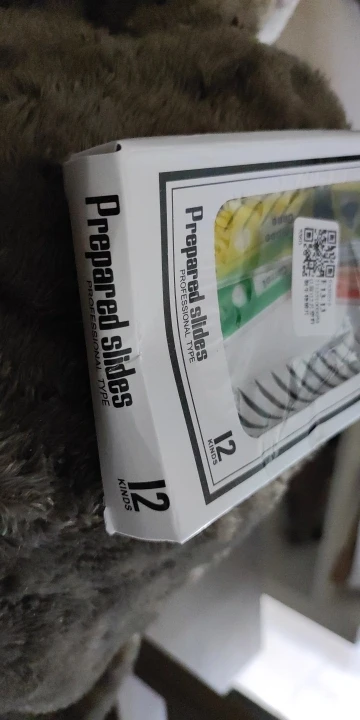 Prepared slides
PROFESSIONAL TYPE
12
KINDS
Prepared slides
PROFESSIONAL TYPE
12
KINDS